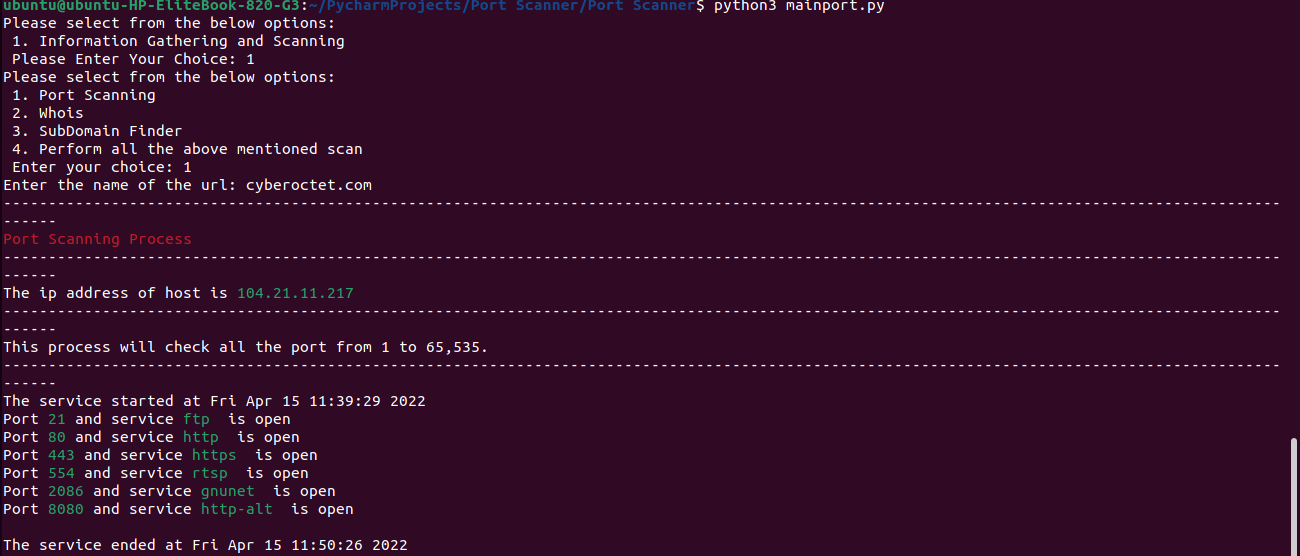 ubuntu@ubuntu-HP-EliteBook-820-G3:~/PycharmProjects/Port Scanner/Port Scanner$ python3 mainport.py
Please select from the below options:
 1. Information Gathering and Scanning
 Please Enter Your Choice: 1
Please select from the below options:
 1. Port Scanning
 2. Whois
 3. SubDomain Finder
 4. Perform all the above mentioned scan
 Enter your choice: 1
Enter the name of the url: cyberoctet.com
----------------------------------------------------------------------------------------------------------------------------------------------
------
Port Scanning Process
----------------------------------------------------------------------------------------------------------------------------------------------
------
The ip address of host is 104.21.11.217
----------------------------------------------------------------------------------------------------------------------------------------------
------
This process will check all the port from 1 to 65,535.
----------------------------------------------------------------------------------------------------------------------------------------------
------
The service started at Fri Apr 15 11:39:29 2022
Port 21 and service ftp  is open
Port 80 and service http  is open
Port 443 and service https  is open
Port 554 and service rtsp  is open
Port 2086 and service gnunet  is open
Port 8080 and service http-alt  is open

The service ended at Fri Apr 15 11:50:26 2022